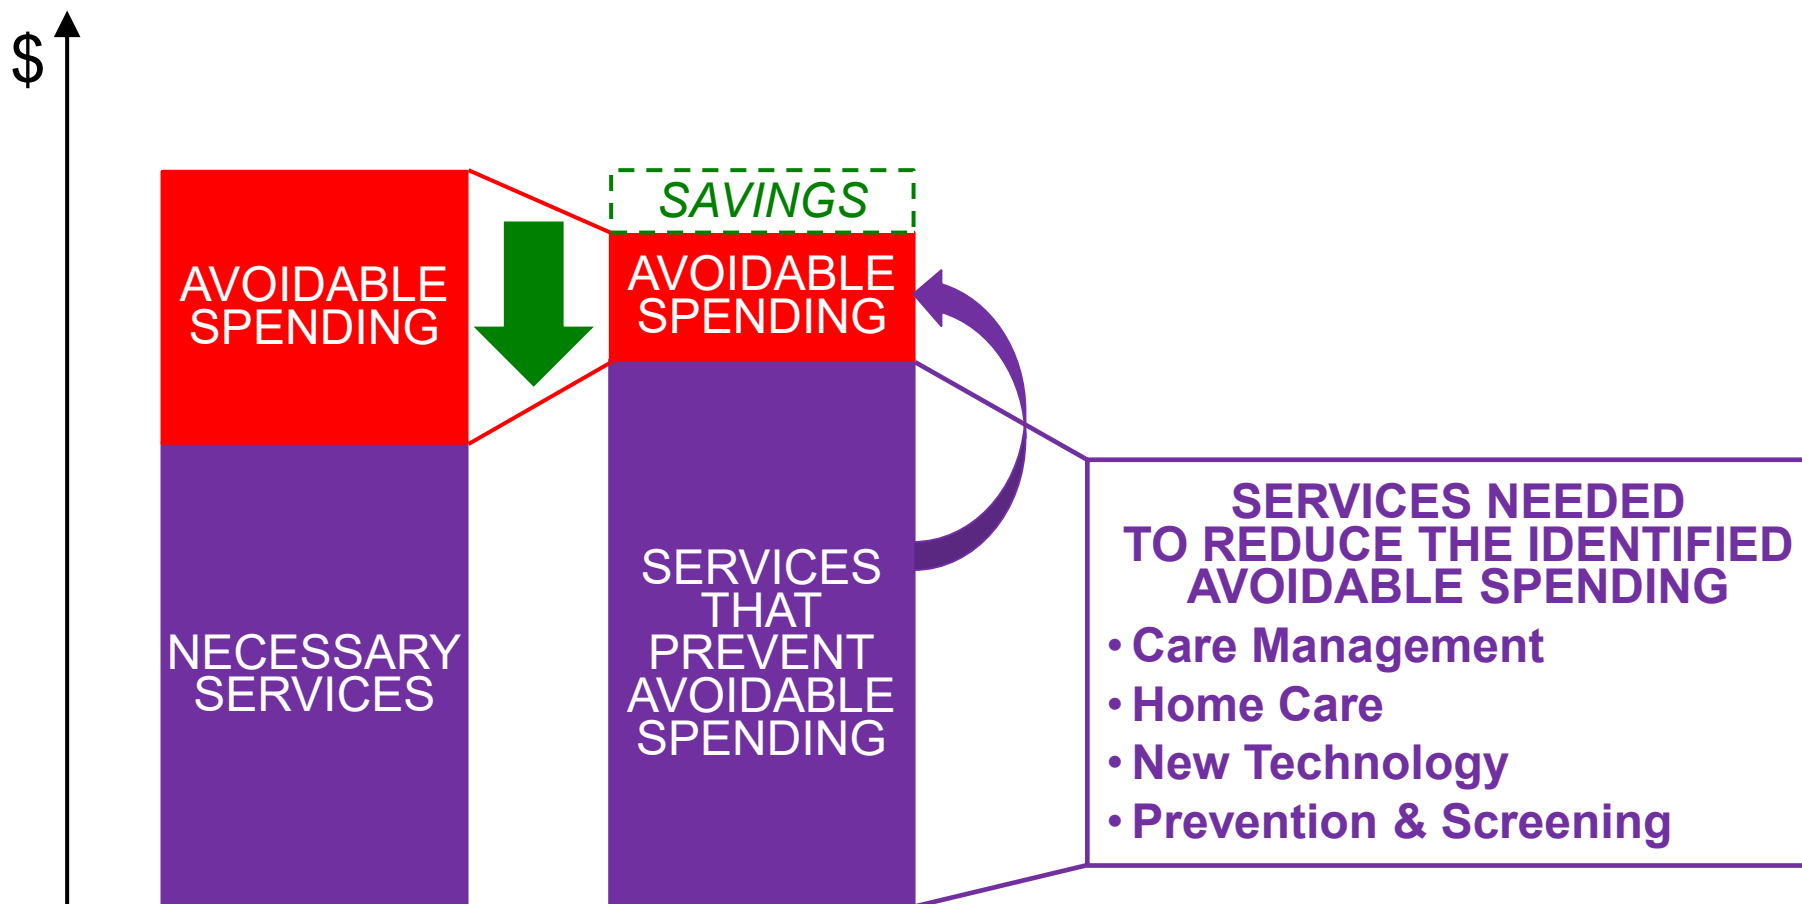 $
AVOIDABLE
SPENDING
NECESSARY
SERVICES
SAVINGS
AVOIDABLE
SPENDING
SERVICES
THAT
PREVENT
AVOIDABLE
SPENDING
SERVICES NEEDED
TO REDUCE THE IDENTIFIED
AVOIDABLE SPENDING
• Care Management
• Home Care
• New Technology
• Prevention & Screening